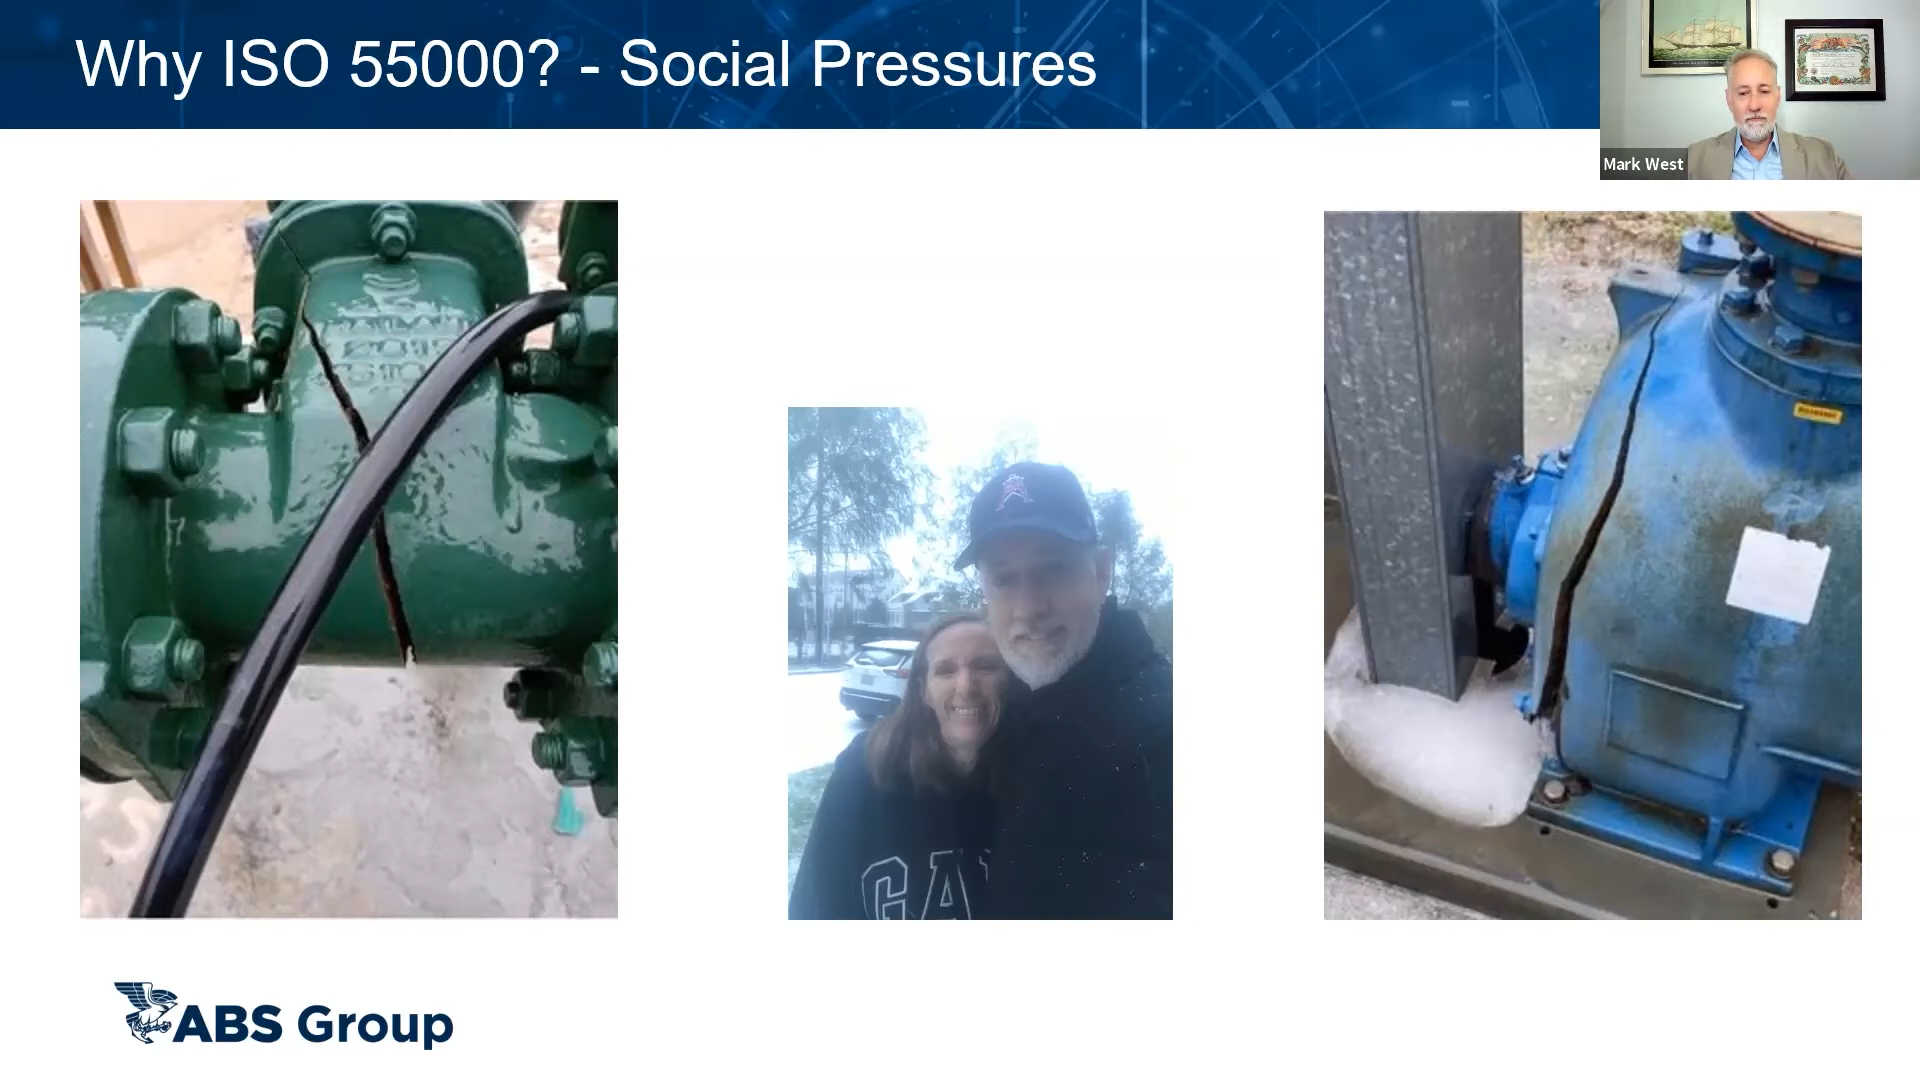 Why ISO 55000? - Social Pressures
Mark West
GA
ABS Group